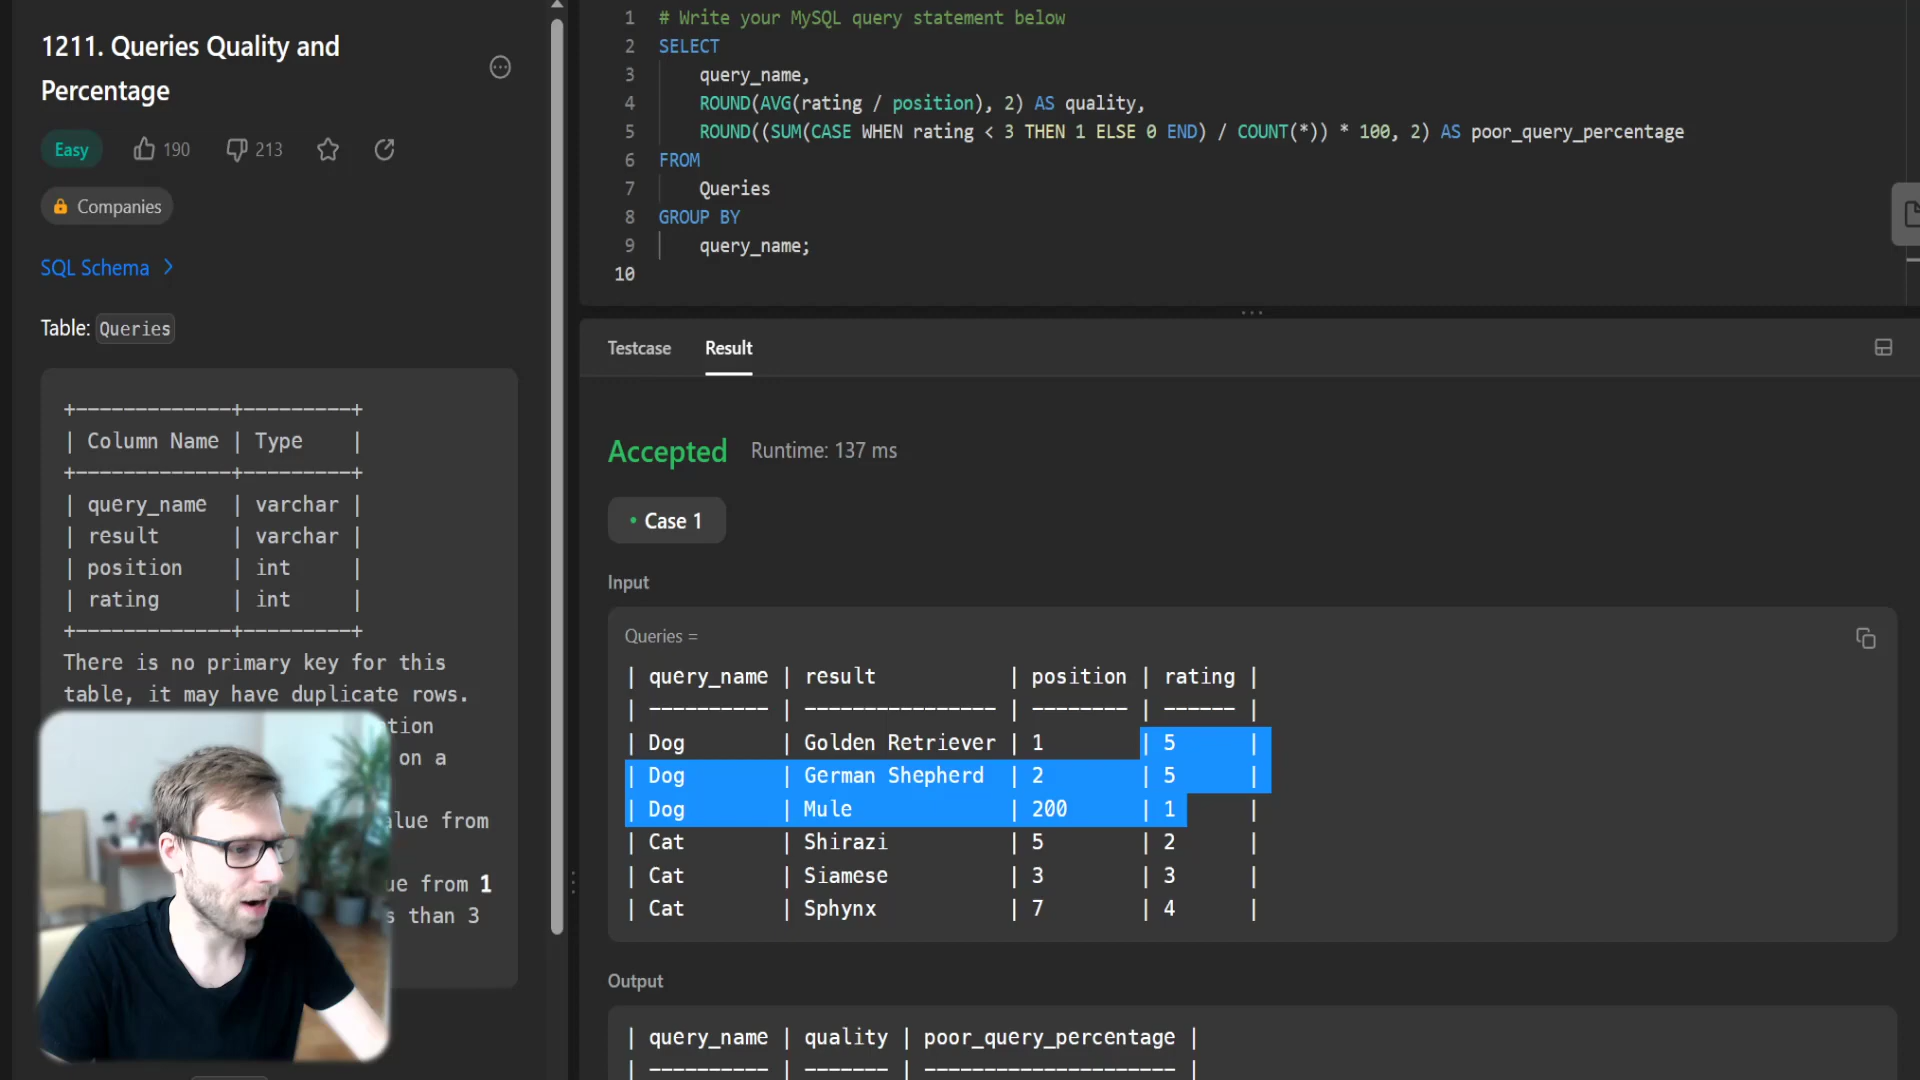 1211. Queries Quality and
Percentage
Easy 190 213
Companies
SQL Schema
Table: Queries
+-------------+---------+
| Column Name | Type    |
+-------------+---------+
| query_name  | varchar |
| result      | varchar |
| position    | int     |
| rating      | int     |
+-------------+---------+
There is no primary key for this
table, it may have duplicate rows.
tion
on a
alue from
ue from 1
s than 3
1 # Write your MySQL query statement below
2 SELECT
3 query_name,
4 ROUND(AVG(rating / position), 2) AS quality,
5 ROUND((SUM(CASE WHEN rating < 3 THEN 1 ELSE 0 END) / COUNT(*)) * 100, 2) AS poor_query_percentage
6 FROM
7 Queries
8 GROUP BY
9 query_name;
10
Testcase Result
Accepted Runtime: 137 ms
• Case 1
Input
Queries =
| query_name | result           | position | rating |
| ---------- | ---------------- | -------- | ------ |
| Dog        | Golden Retriever | 1        | 5      |
| Dog        | German Shepherd  | 2        | 5      |
| Dog        | Mule             | 200      | 1      |
| Cat        | Shirazi          | 5        | 2      |
| Cat        | Siamese          | 3        | 3      |
| Cat        | Sphynx           | 7        | 4      |
Output
| query_name | quality | poor_query_percentage |
| ---------- | ------- | --------------------- |